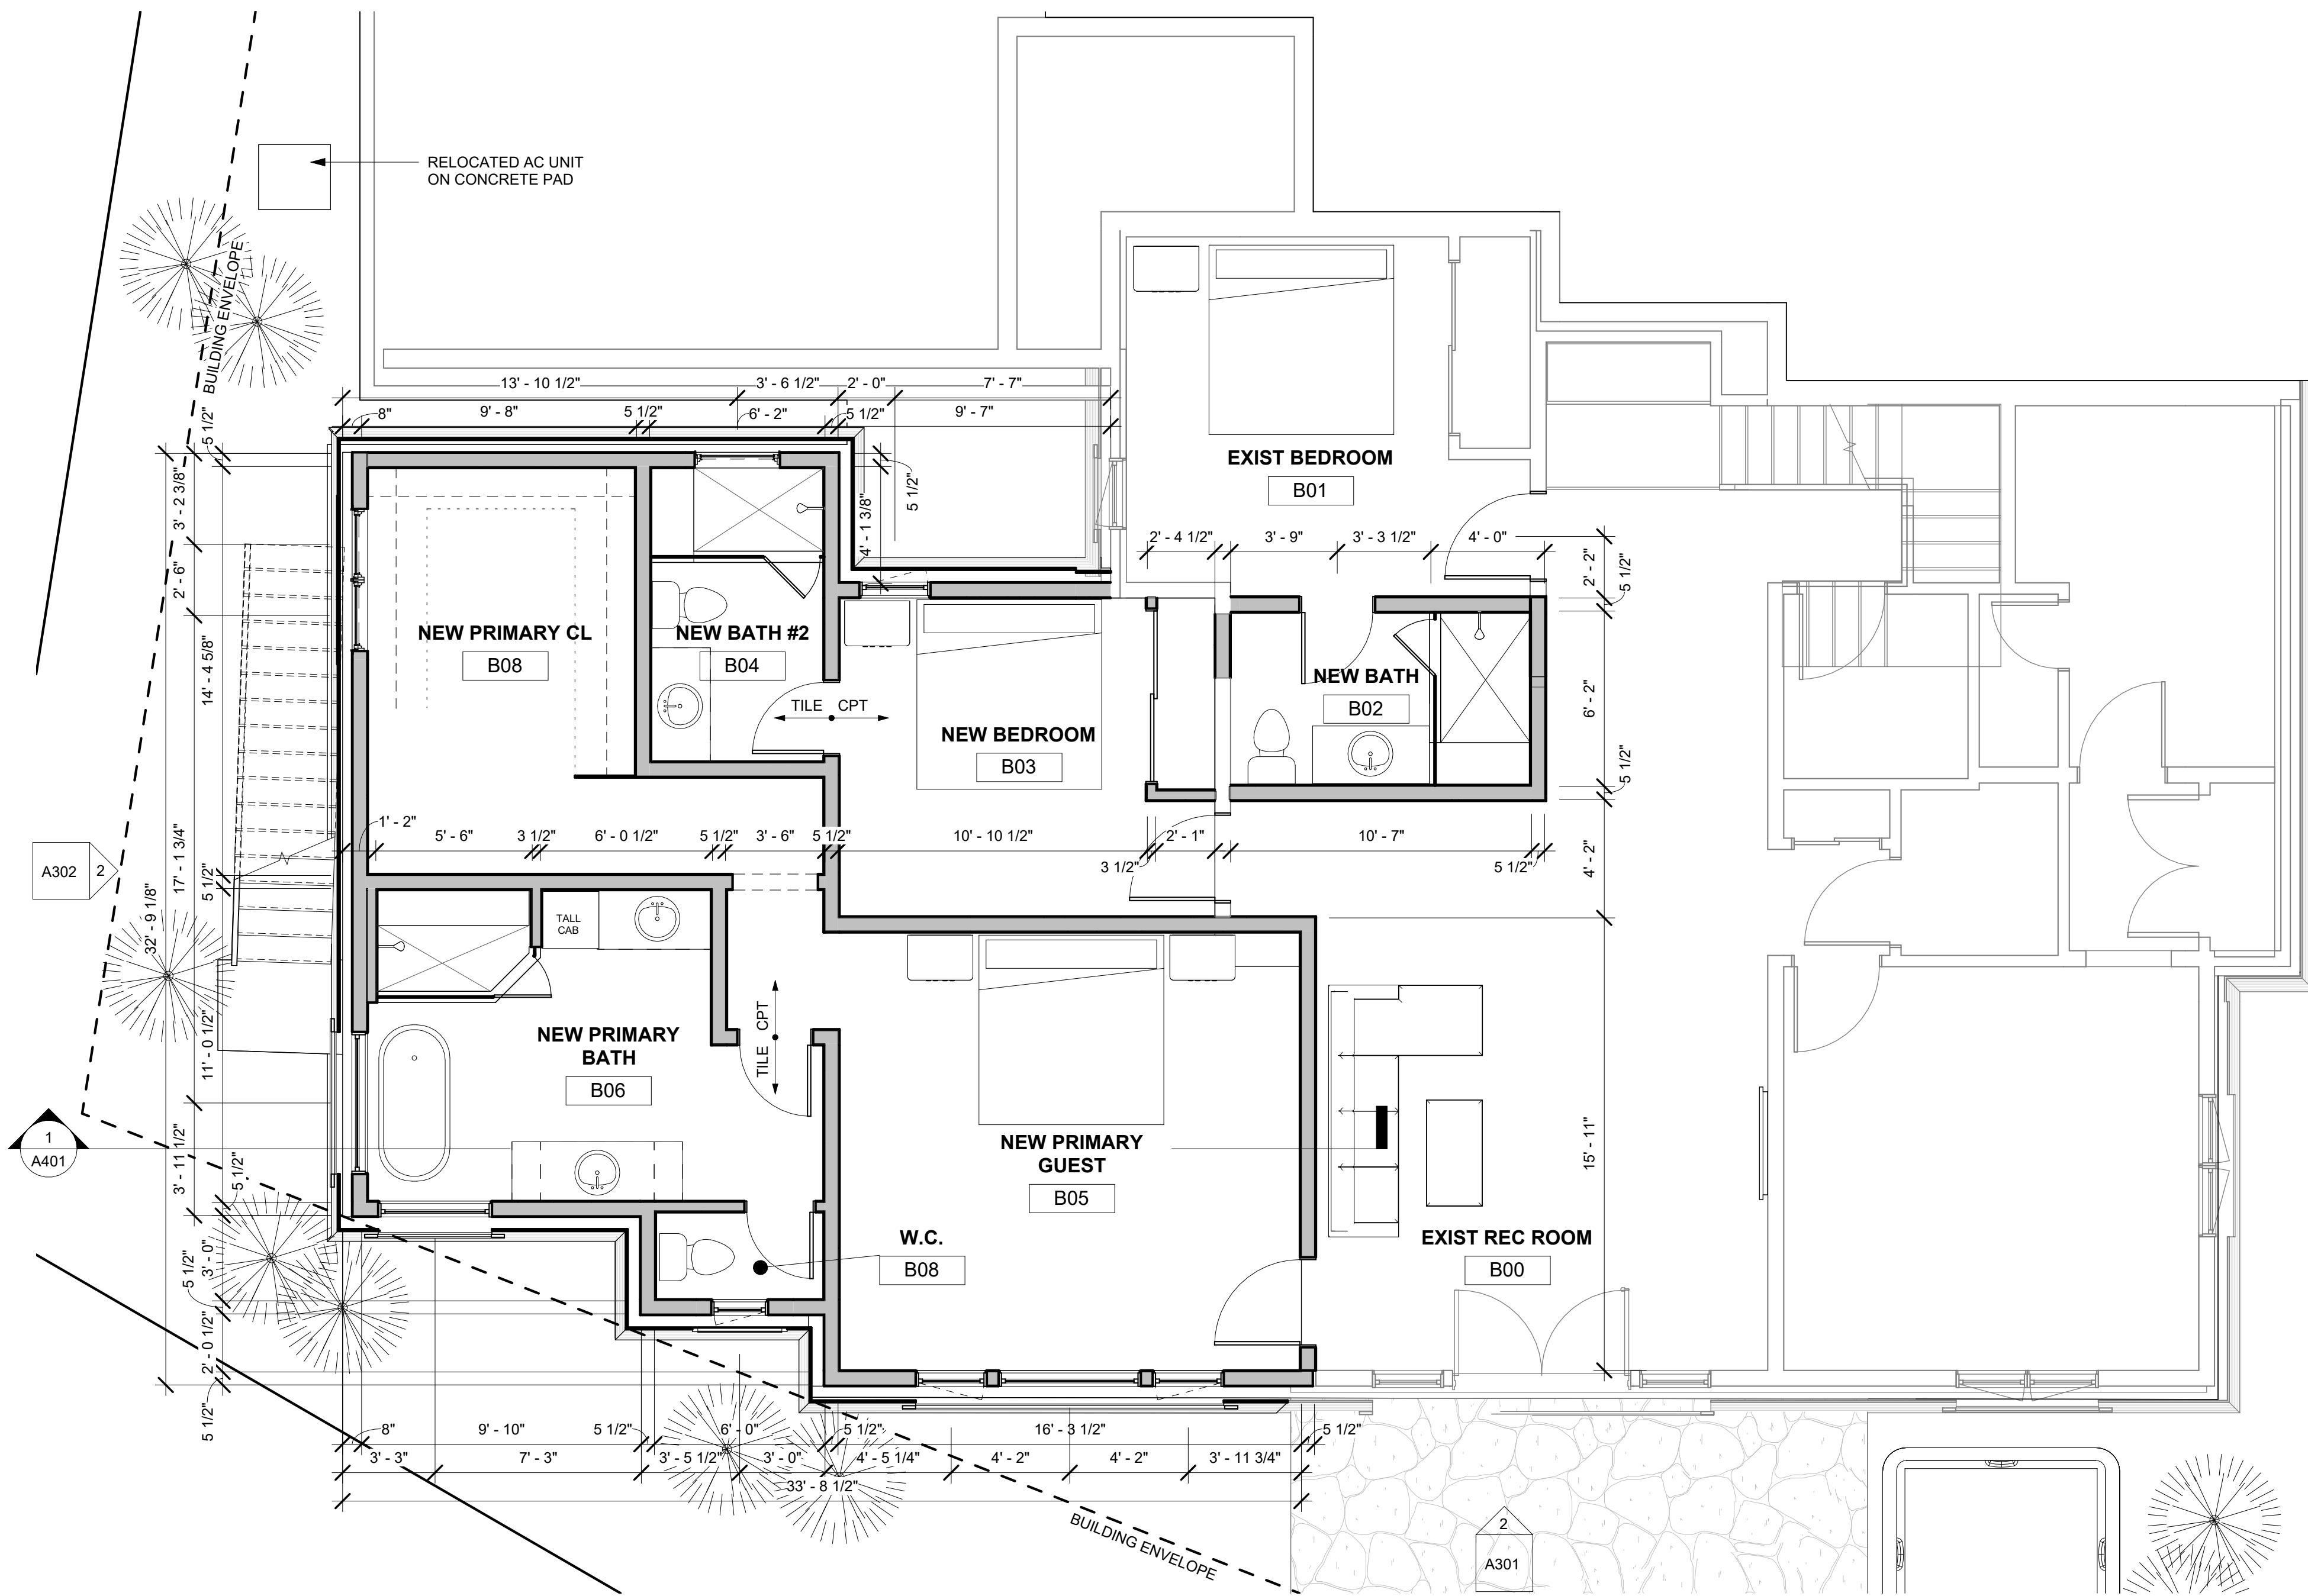 RELOCATED AC UNIT
ON CONCRETE PAD
BUILDING ENVELOPE
13' - 10 1/2"
3' - 6 1/2"
2' - 0"
7' - 7"
8"
9' - 8"
5 1/2"
6' - 2"
5 1/2"
9' - 7"
5 1/2"
3' - 2 3/8"
2' - 6"
14' - 4 5/8"
17' - 1 3/4"
5 1/2"
32' - 9 1/8"
11' - 0 1/2"
3' - 11 1/2"
5 1/2"
3' - 0"
5 1/2"
2' - 0 1/2"
5 1/2"
4' - 1 3/8"
5 1/2"
EXIST BEDROOM
B01
2' - 4 1/2"
3' - 9"
3' - 3 1/2"
4' - 0"
2' - 2"
5 1/2"
6' - 2"
5 1/2"
4' - 2"
15' - 11"
NEW PRIMARY CL
B08
NEW BATH #2
B04
TILE
CPT
NEW BEDROOM
B03
NEW BATH
B02
1' - 2"
5' - 6"
3 1/2"
6' - 0 1/2"
5 1/2"
3' - 6"
5 1/2"
10' - 10 1/2"
2' - 1"
3 1/2"
10' - 7"
5 1/2"
A302
2
TALL
CAB
NEW PRIMARY
BATH
B06
TILE
CPT
1
A401
NEW PRIMARY
GUEST
B05
W.C.
B08
EXIST REC ROOM
B00
8"
9' - 10"
5 1/2"
6' - 0"
5 1/2"
16' - 3 1/2"
5 1/2"
3' - 3"
7' - 3"
3' - 5 1/2"
3' - 0"
4' - 5 1/4"
4' - 2"
4' - 2"
3' - 11 3/4"
33' - 8 1/2"
BUILDING ENVELOPE
2
A301